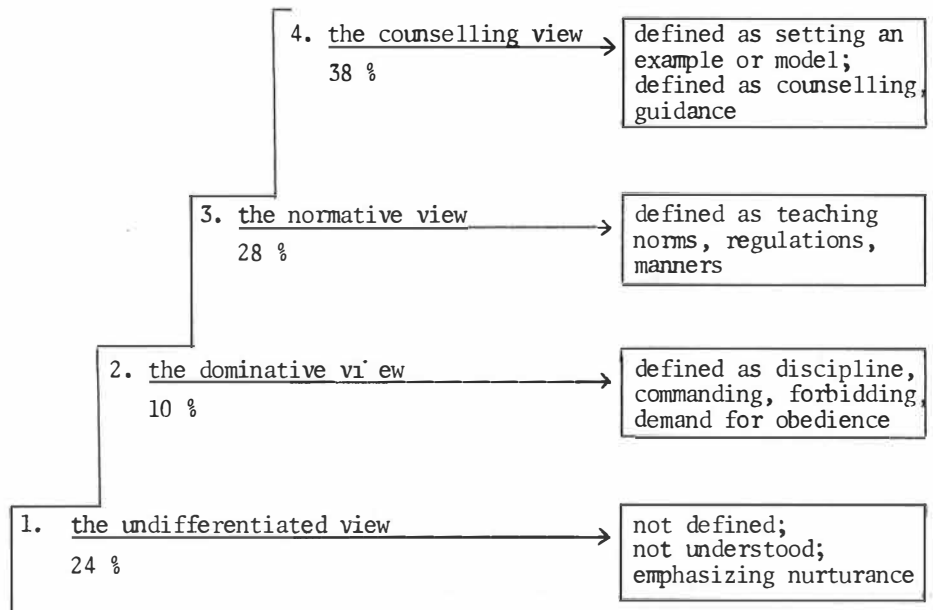 4. the counselling view
38 %
defined as setting an
example or model;
defined as counselling,
guidance
3. the normative view
28 %
defined as teaching
norms, regulations,
manners
2. the dominative view
10 %
defined as discipline,
commanding, forbidding,
demand for obedience
1. the undifferentiated view
24 %
not defined;
not understood;
emphasizing nurturance